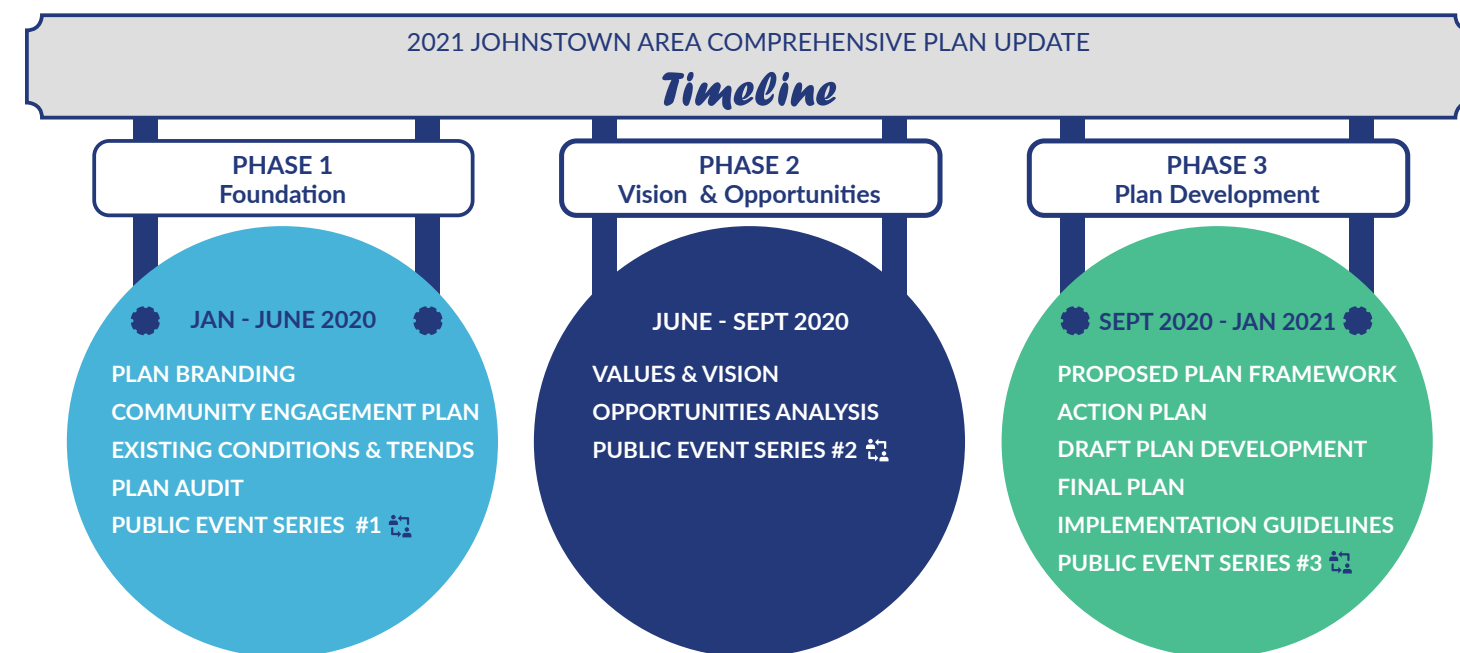 2021 JOHNSTOWN AREA COMPREHENSIVE PLAN UPDATE
Timeline
PHASE 1
Foundation
JAN - JUNE 2020
PLAN BRANDING
COMMUNITY ENGAGEMENT PLAN
EXISTING CONDITIONS & TRENDS
PLAN AUDIT
PUBLIC EVENT SERIES #1
PHASE 2
Vision & Opportunities
JUNE - SEPT 2020
VALUES & VISION
OPPORTUNITIES ANALYSIS
PUBLIC EVENT SERIES #2
PHASE 3
Plan Development
SEPT 2020 - JAN 2021
PROPOSED PLAN FRAMEWORK
ACTION PLAN
DRAFT PLAN DEVELOPMENT
FINAL PLAN
IMPLEMENTATION GUIDELINES
PUBLIC EVENT SERIES #3